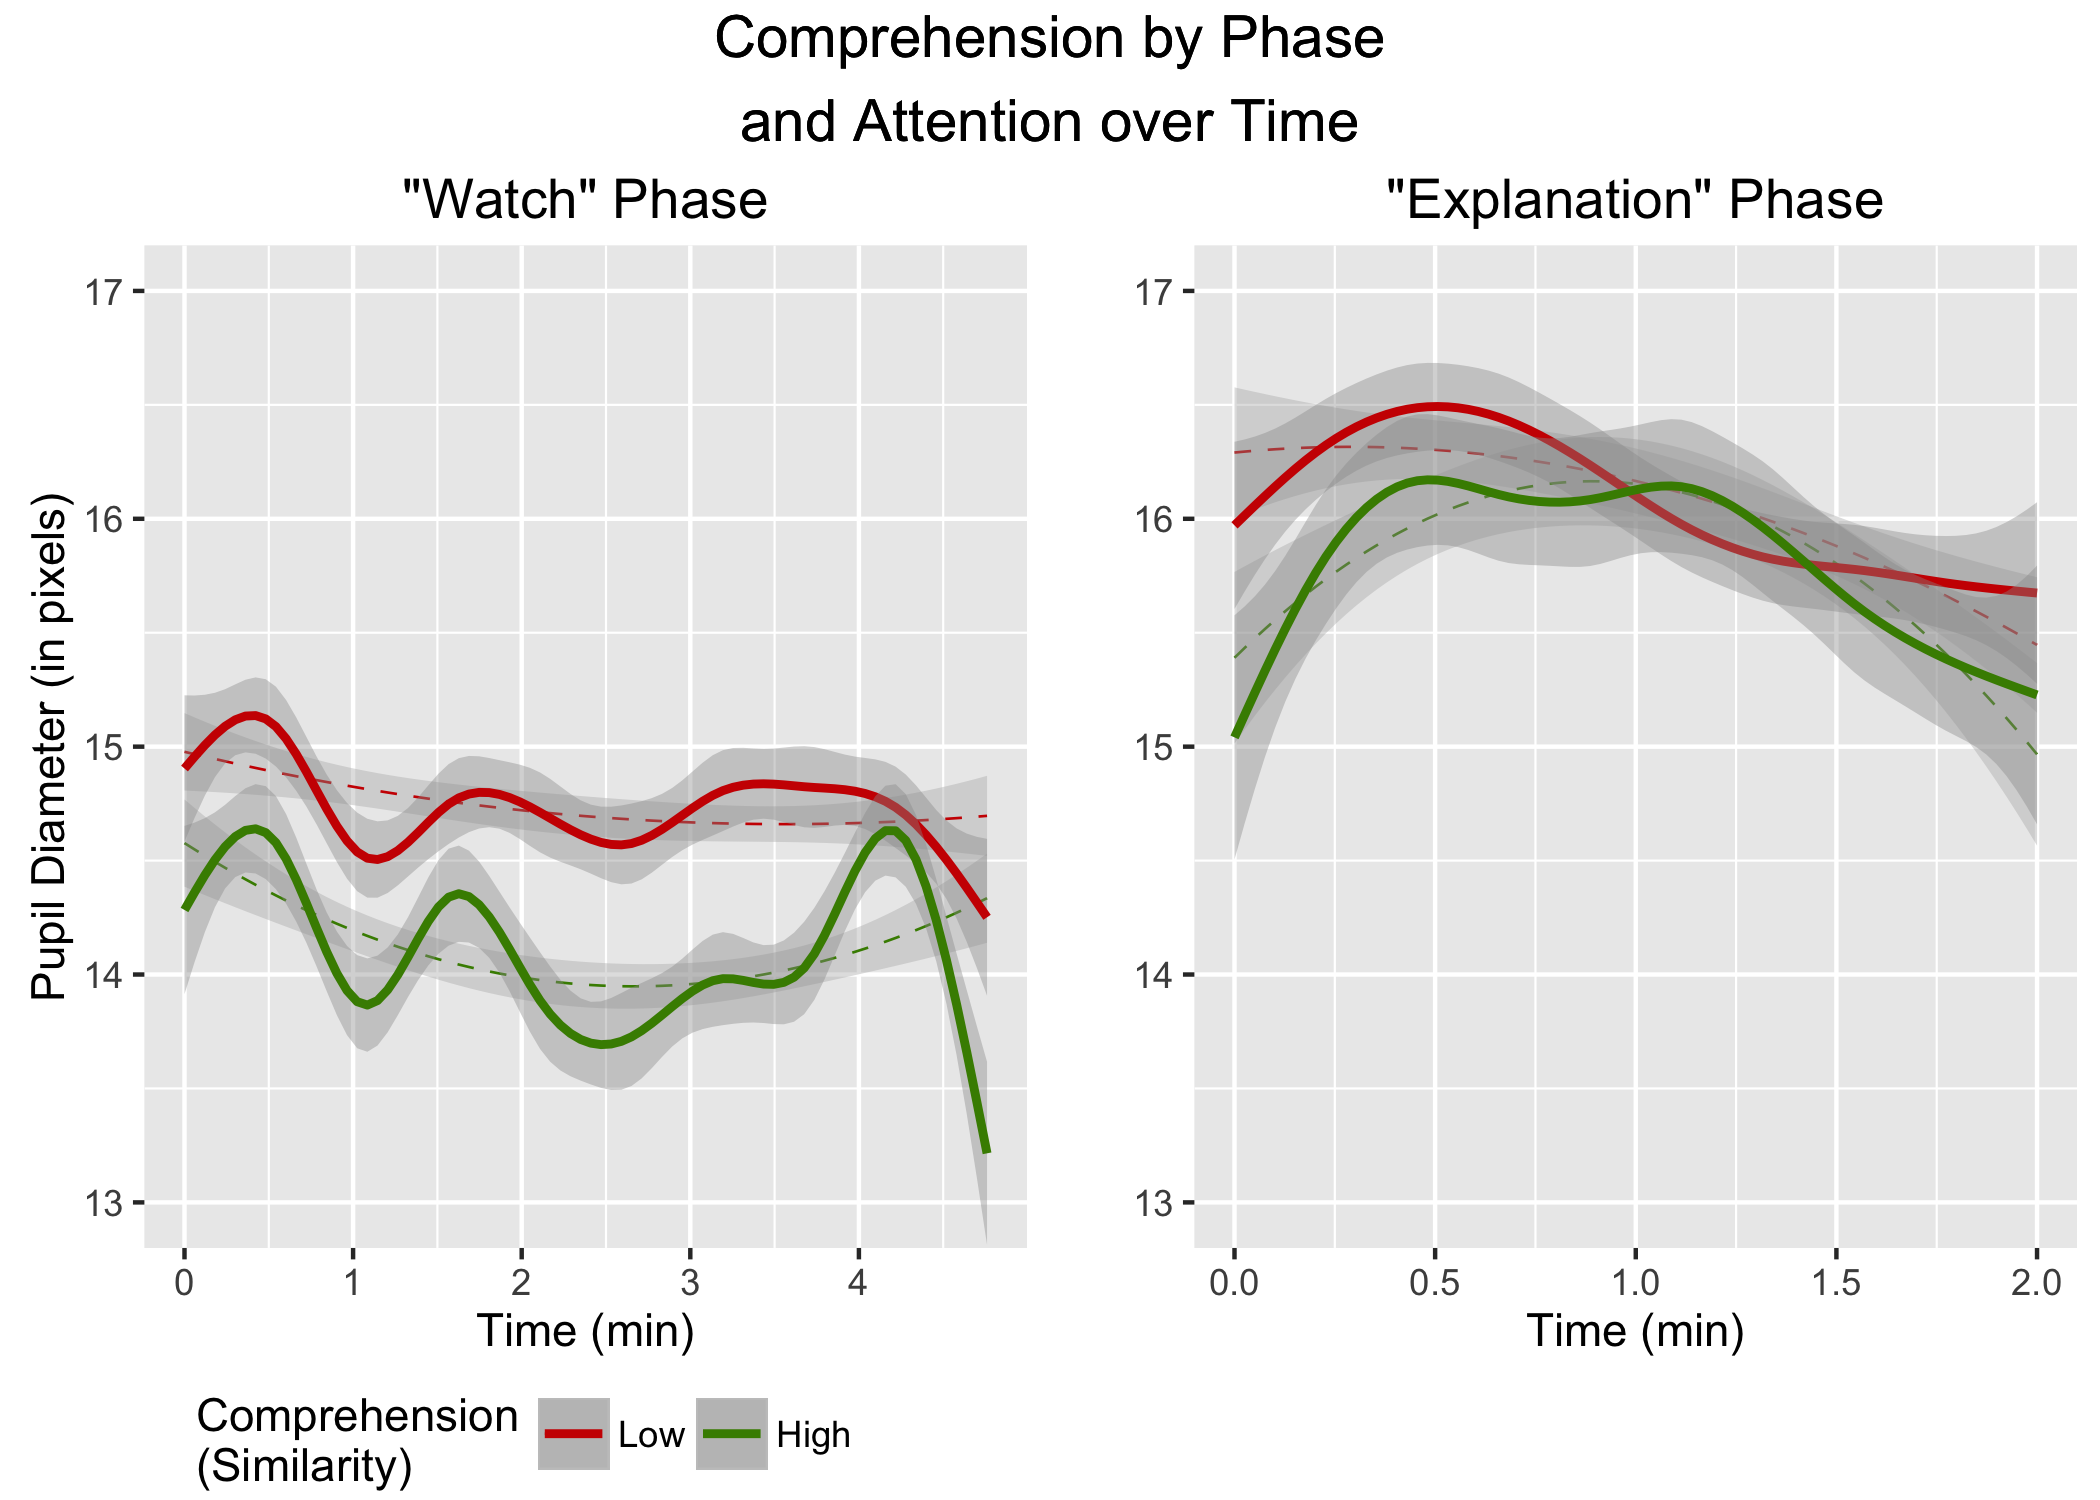 Comprehension by Phase
and Attention over Time
"Watch" Phase
"Explanation" Phase
Pupil Diameter (in pixels)
17
16
15
14
13
0 1 2 3 4
Time (min)
17
16
15
14
13
0.0 0.5 1.0 1.5 2.0
Time (min)
Comprehension
(Similarity)
Low
High